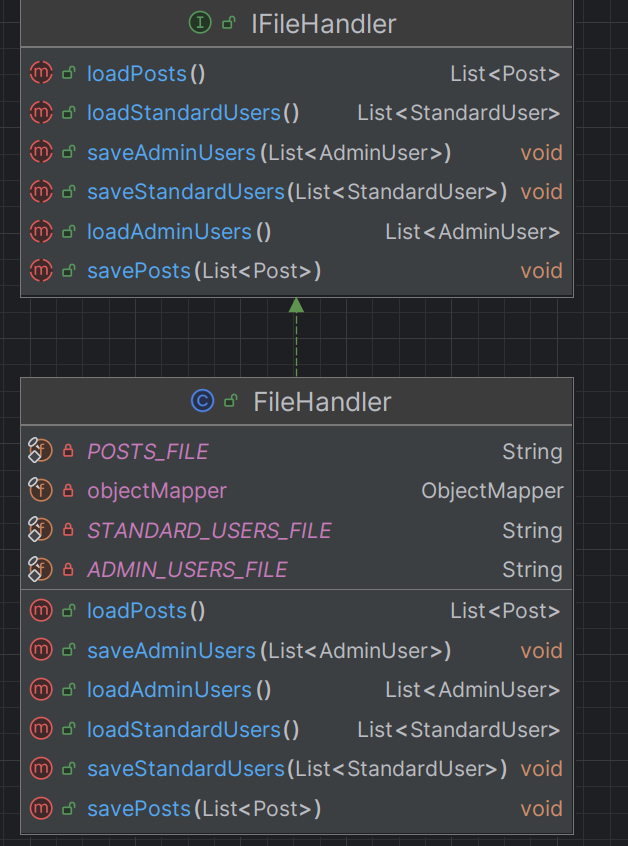 I IFileHandler
m loadPosts() List<Post>
m loadStandardUsers() List<StandardUser>
m saveAdminUsers(List<AdminUser>) void
m saveStandardUsers(List<StandardUser>) void
m loadAdminUsers() List<AdminUser>
m savePosts(List<Post>) void
C FileHandler
f POSTS_FILE String
f objectMapper ObjectMapper
f STANDARD_USERS_FILE String
f ADMIN_USERS_FILE String
m loadPosts() List<Post>
m saveAdminUsers(List<AdminUser>) void
m loadAdminUsers() List<AdminUser>
m loadStandardUsers() List<StandardUser>
m saveStandardUsers(List<StandardUser>) void
m savePosts(List<Post>) void